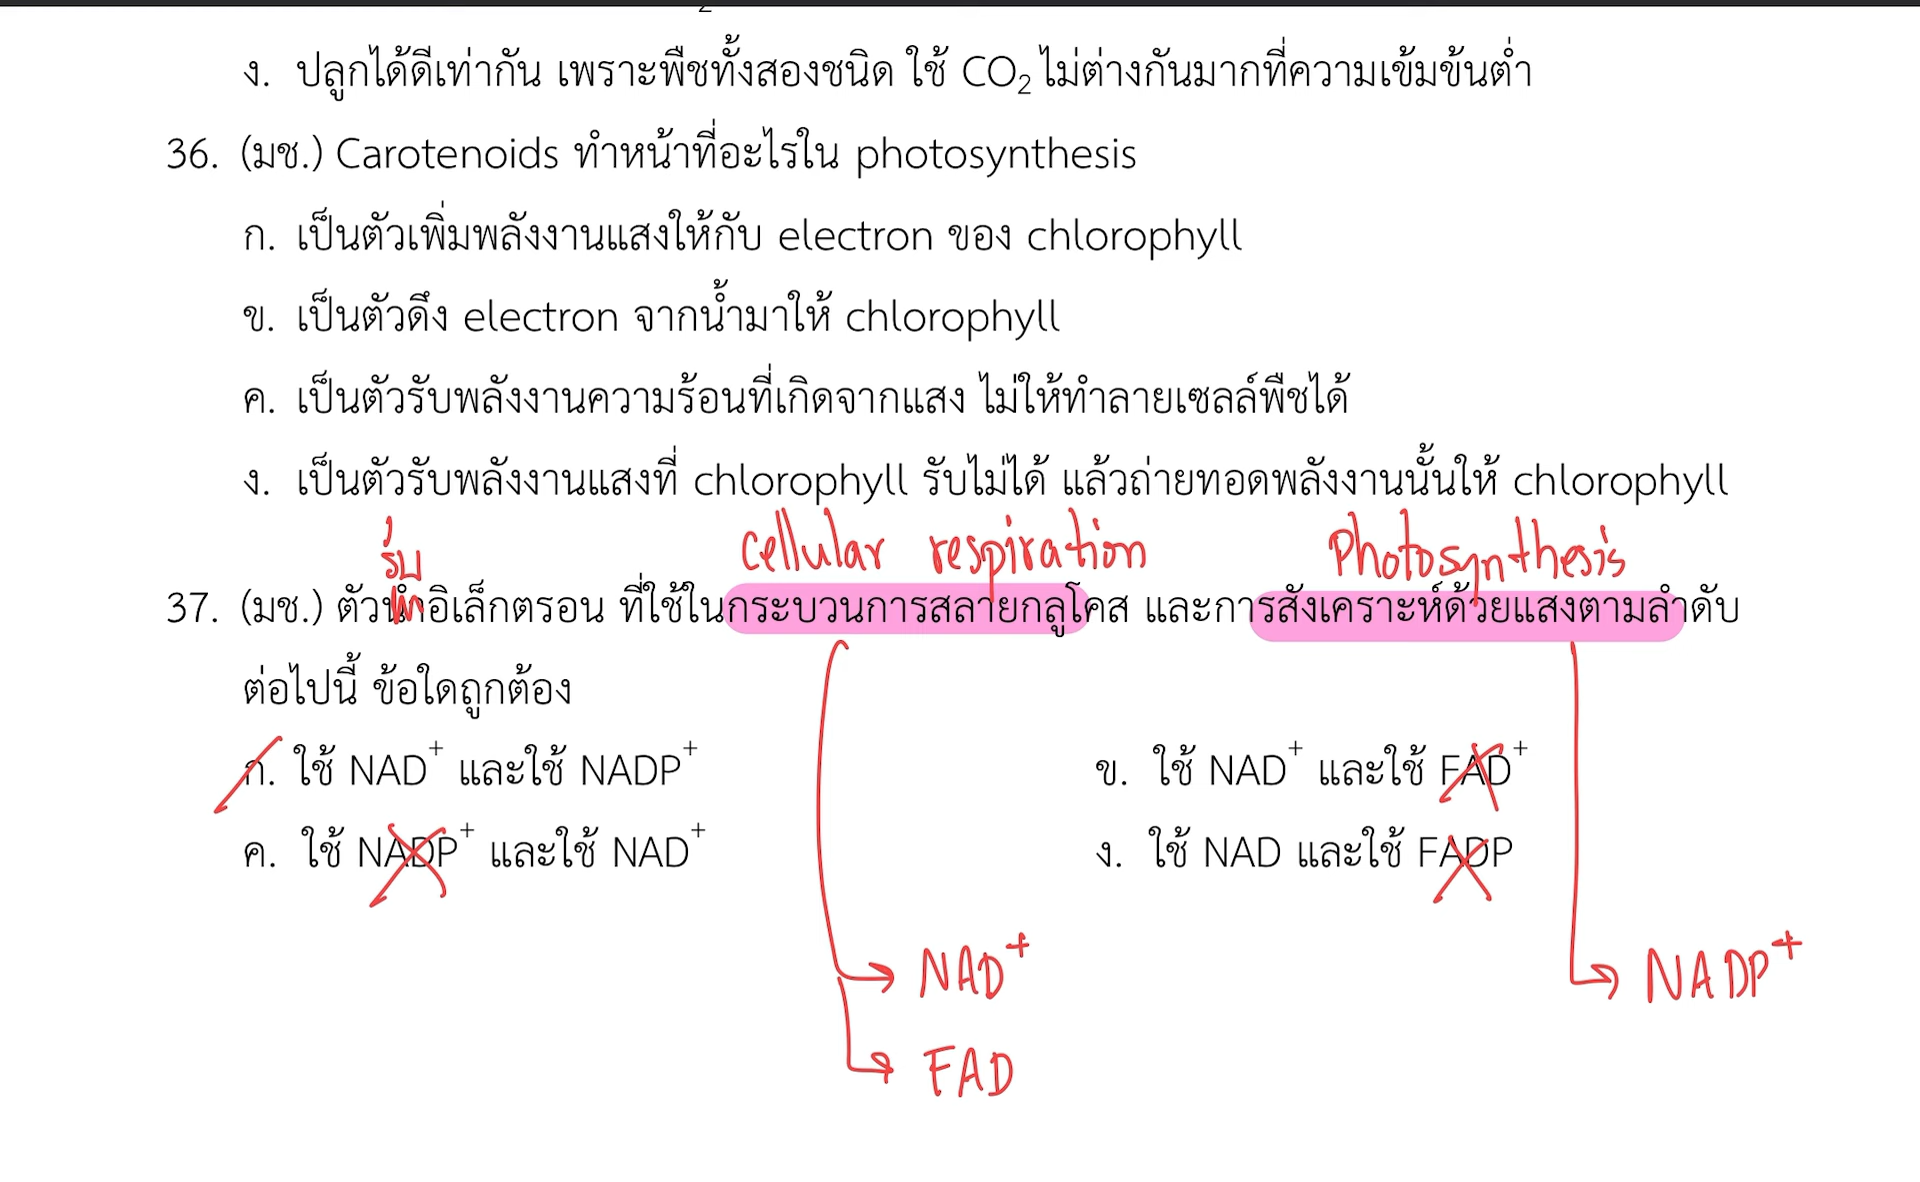 2
ง. ปลูกได้ดีเท่ากัน เพราะพืชทั้งสองชนิด ใช้ CO₂ ไม่ต่างกันมากที่ความเข้มข้นต่ำ
36. (มช.) Carotenoids ทำหน้าที่อะไรใน photosynthesis
ก. เป็นตัวเพิ่มพลังงานแสงให้กับ electron ของ chlorophyll
ข. เป็นตัวดึง electron จากน้ำมาให้ chlorophyll
ค. เป็นตัวรับพลังงานความร้อนที่เกิดจากแสง ไม่ให้ทำลายเซลล์พืชได้
ง. เป็นตัวรับพลังงานแสงที่ chlorophyll รับไม่ได้ แล้วถ่ายทอดพลังงานนั้นให้ chlorophyll
รับ cellular respiration Photosynthesis
37. (มช.) ตัวนำอิเล็กตรอน ที่ใช้ในกระบวนการสลายกลูโคส และการสังเคราะห์ด้วยแสงตามลำดับ
ต่อไปนี้ ข้อใดถูกต้อง
ก. ใช้ NAD⁺ และใช้ NADP⁺ ข. ใช้ NAD⁺ และใช้ FAD⁺
ค. ใช้ NADP⁺ และใช้ NAD⁺ ง. ใช้ NAD และใช้ FADP
NAD⁺ NADP⁺
FAD